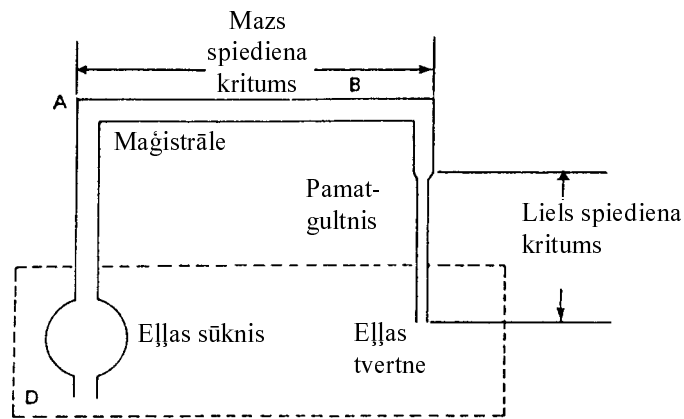 Mazs
spiediena
kritums
A
B
Maģistrāle
Pamat-
gultnis
Liels spiediena
kritums
Eļļas sūknis
Eļļas
tvertne
D